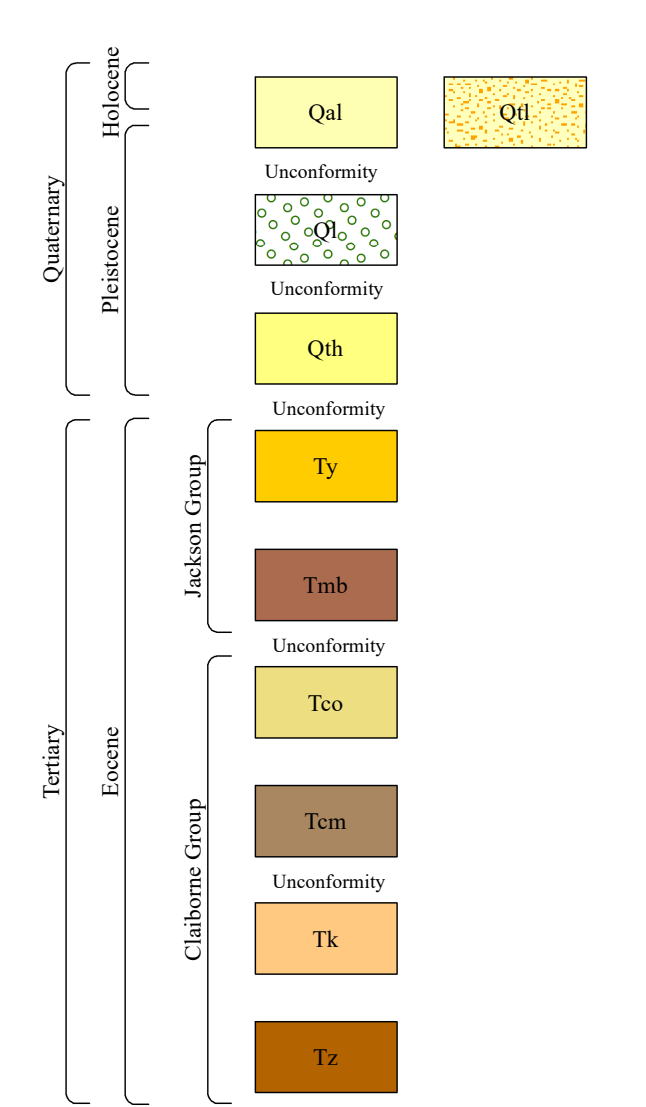 Quaternary
Holocene
Pleistocene
Qal
Qtl
Unconformity
Ql
Unconformity
Qth
Unconformity
Tertiary
Eocene
Jackson Group
Ty
Tmb
Unconformity
Claiborne Group
Tco
Tcm
Unconformity
Tk
Tz